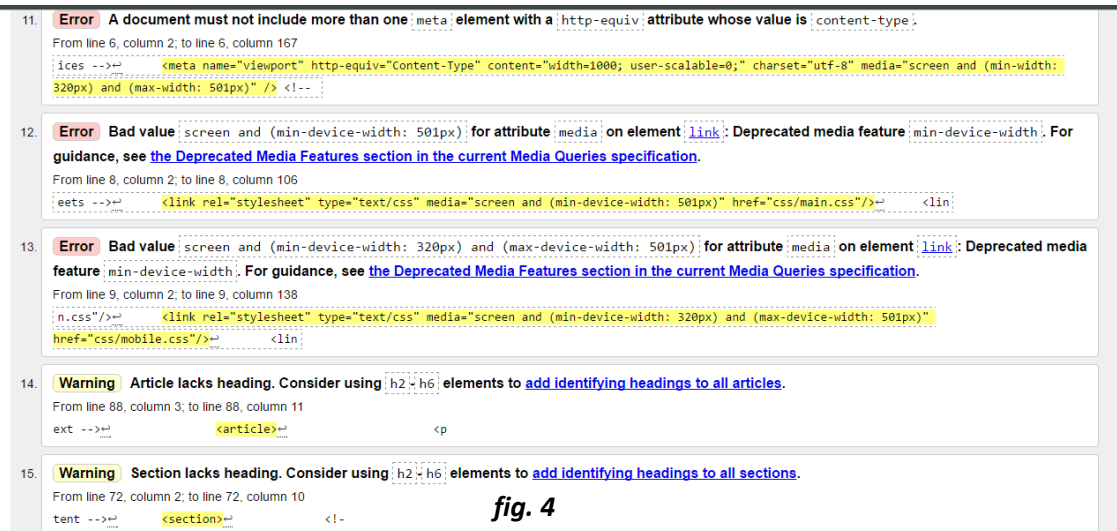 11. Error A document must not include more than one meta element with a http-equiv attribute whose value is content-type.
From line 6, column 2; to line 6, column 167
ices -->↩ <meta name="viewport" http-equiv="Content-Type" content="width=1000; user-scalable=0;" charset="utf-8" media="screen and (min-width:
320px) and (max-width: 501px)" /> <!--
12. Error Bad value screen and (min-device-width: 501px) for attribute media on element link: Deprecated media feature min-device-width. For
guidance, see the Deprecated Media Features section in the current Media Queries specification.
From line 8, column 2; to line 8, column 106
eets -->↩ <link rel="stylesheet" type="text/css" media="screen and (min-device-width: 501px)" href="css/main.css"/>↩ <lin
13. Error Bad value screen and (min-device-width: 320px) and (max-device-width: 501px) for attribute media on element link: Deprecated media
feature min-device-width. For guidance, see the Deprecated Media Features section in the current Media Queries specification.
From line 9, column 2; to line 9, column 138
n.css"/>↩ <link rel="stylesheet" type="text/css" media="screen and (min-device-width: 320px) and (max-device-width: 501px)"
href="css/mobile.css"/>↩ <lin
14. Warning Article lacks heading. Consider using h2-h6 elements to add identifying headings to all articles.
From line 88, column 3; to line 88, column 11
ext -->↩ <article>↩ <p
15. Warning Section lacks heading. Consider using h2-h6 elements to add identifying headings to all sections.
From line 72, column 2; to line 72, column 10
tent -->↩ <section>↩ <!-
fig. 4